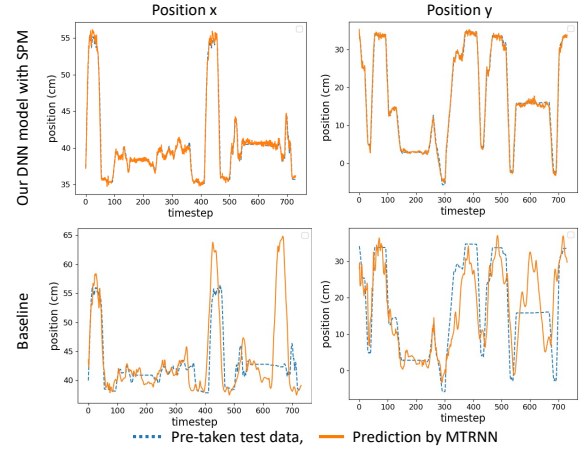 Position x
Position y
Our DNN model with SPM
position (cm)
55
50
45
40
35
0 100 200 300 400 500 600 700
timestep
position (cm)
30
20
10
0
0 100 200 300 400 500 600 700
timestep
Baseline
position (cm)
65
60
55
50
45
40
0 100 200 300 400 500 600 700
timestep
position (cm)
30
20
10
0
0 100 200 300 400 500 600 700
timestep
Pre-taken test data, Prediction by MTRNN